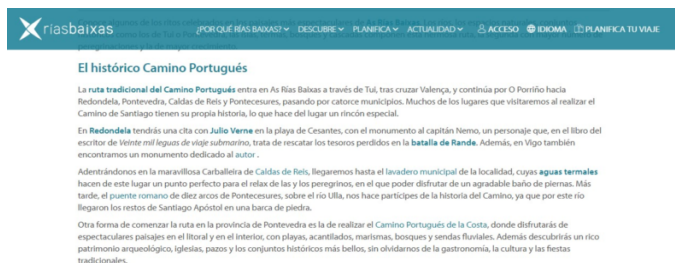 ríasbaixas
¿POR QUÉ RÍAS BAIXAS? DESCUBRE PLANIFICA ACTUALIDAD ACCESO IDIOMA PLANIFICA TU VIAJE
El histórico Camino Portugués
La ruta tradicional del Camino Portugués entra en As Rías Baixas a través de Tui, tras cruzar Valença, y continúa por O Porriño hacia
Redondela, Pontevedra, Caldas de Reis y Pontecesures, pasando por catorce municipios. Muchos de los lugares que visitaremos al realizar el
Camino de Santiago tienen su propia historia, lo que hace del lugar un rincón especial.
En Redondela tendrás una cita con Julio Verne en la playa de Cesantes, con el monumento al capitán Nemo, un personaje que, en el libro del
escritor de Veinte mil leguas de viaje submarino, trata de rescatar los tesoros perdidos en la batalla de Rande. Además, en Vigo también
encontramos un monumento dedicado al autor .
Adentrándonos en la maravillosa Carballeira de Caldas de Reis, llegaremos hasta el lavadero municipal de la localidad, cuyas aguas termales
hacen de este lugar un punto perfecto para el relax de las y los peregrinos, en el que poder disfrutar de un agradable baño de piernas. Más
tarde, el puente romano de diez arcos de Pontecesures, sobre el río Ulla, nos hace partícipes de la historia del Camino, ya que por este río
llegaron los restos de Santiago Apóstol en una barca de piedra.
Otra forma de comenzar la ruta en la provincia de Pontevedra es la de realizar el Camino Portugués de la Costa, donde disfrutarás de
espectaculares paisajes en el litoral y en el interior, con playas, acantilados, marismas, bosques y sendas fluviales. Además descubrirás un rico
patrimonio arqueológico, iglesias, pazos y los conjuntos históricos más bellos, sin olvidarnos de la gastronomía, la cultura y las fiestas
tradicionales.